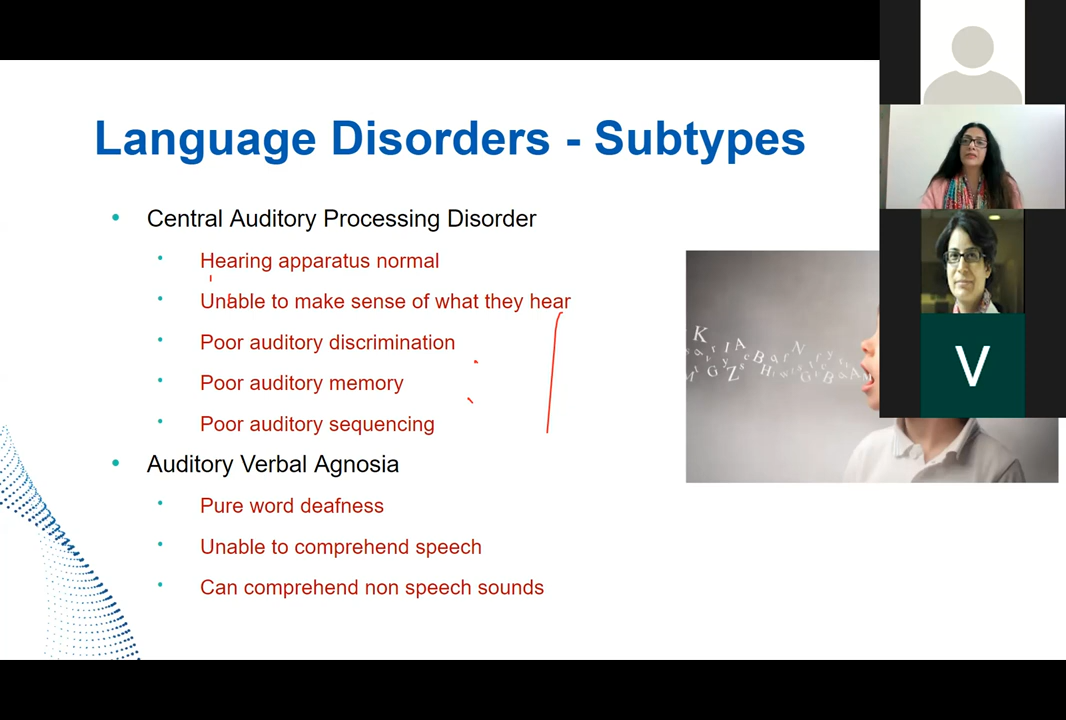 Language Disorders - Subtypes
• Central Auditory Processing Disorder
• Hearing apparatus normal
• Unable to make sense of what they hear
• Poor auditory discrimination
• Poor auditory memory
• Poor auditory sequencing
• Auditory Verbal Agnosia
• Pure word deafness
• Unable to comprehend speech
• Can comprehend non speech sounds
V